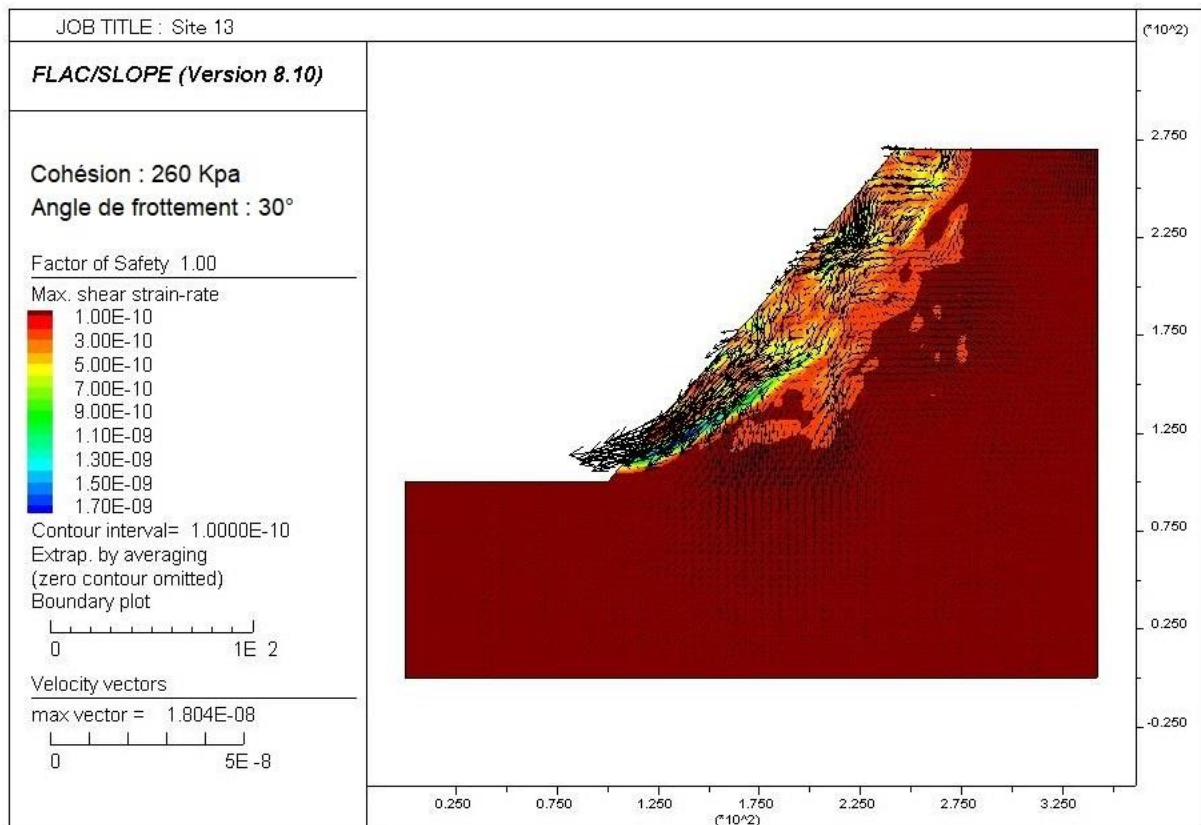 JOB TITLE : Site 13
(*10^2)
FLAC/SLOPE (Version 8.10)
Cohésion : 260 Kpa
Angle de frottement : 30°
Factor of Safety 1.00
Max. shear strain-rate
1.00E-10
3.00E-10
5.00E-10
7.00E-10
9.00E-10
1.10E-09
1.30E-09
1.50E-09
1.70E-09
Contour interval= 1.0000E-10
Extrap. by averaging
(zero contour omitted)
Boundary plot
0 1E 2
Velocity vectors
max vector = 1.804E-08
0 5E -8
2.750
2.250
1.750
1.250
0.750
0.250
-0.250
0.250 0.750 1.250 1.750 2.250 2.750 3.250
(*10^2)